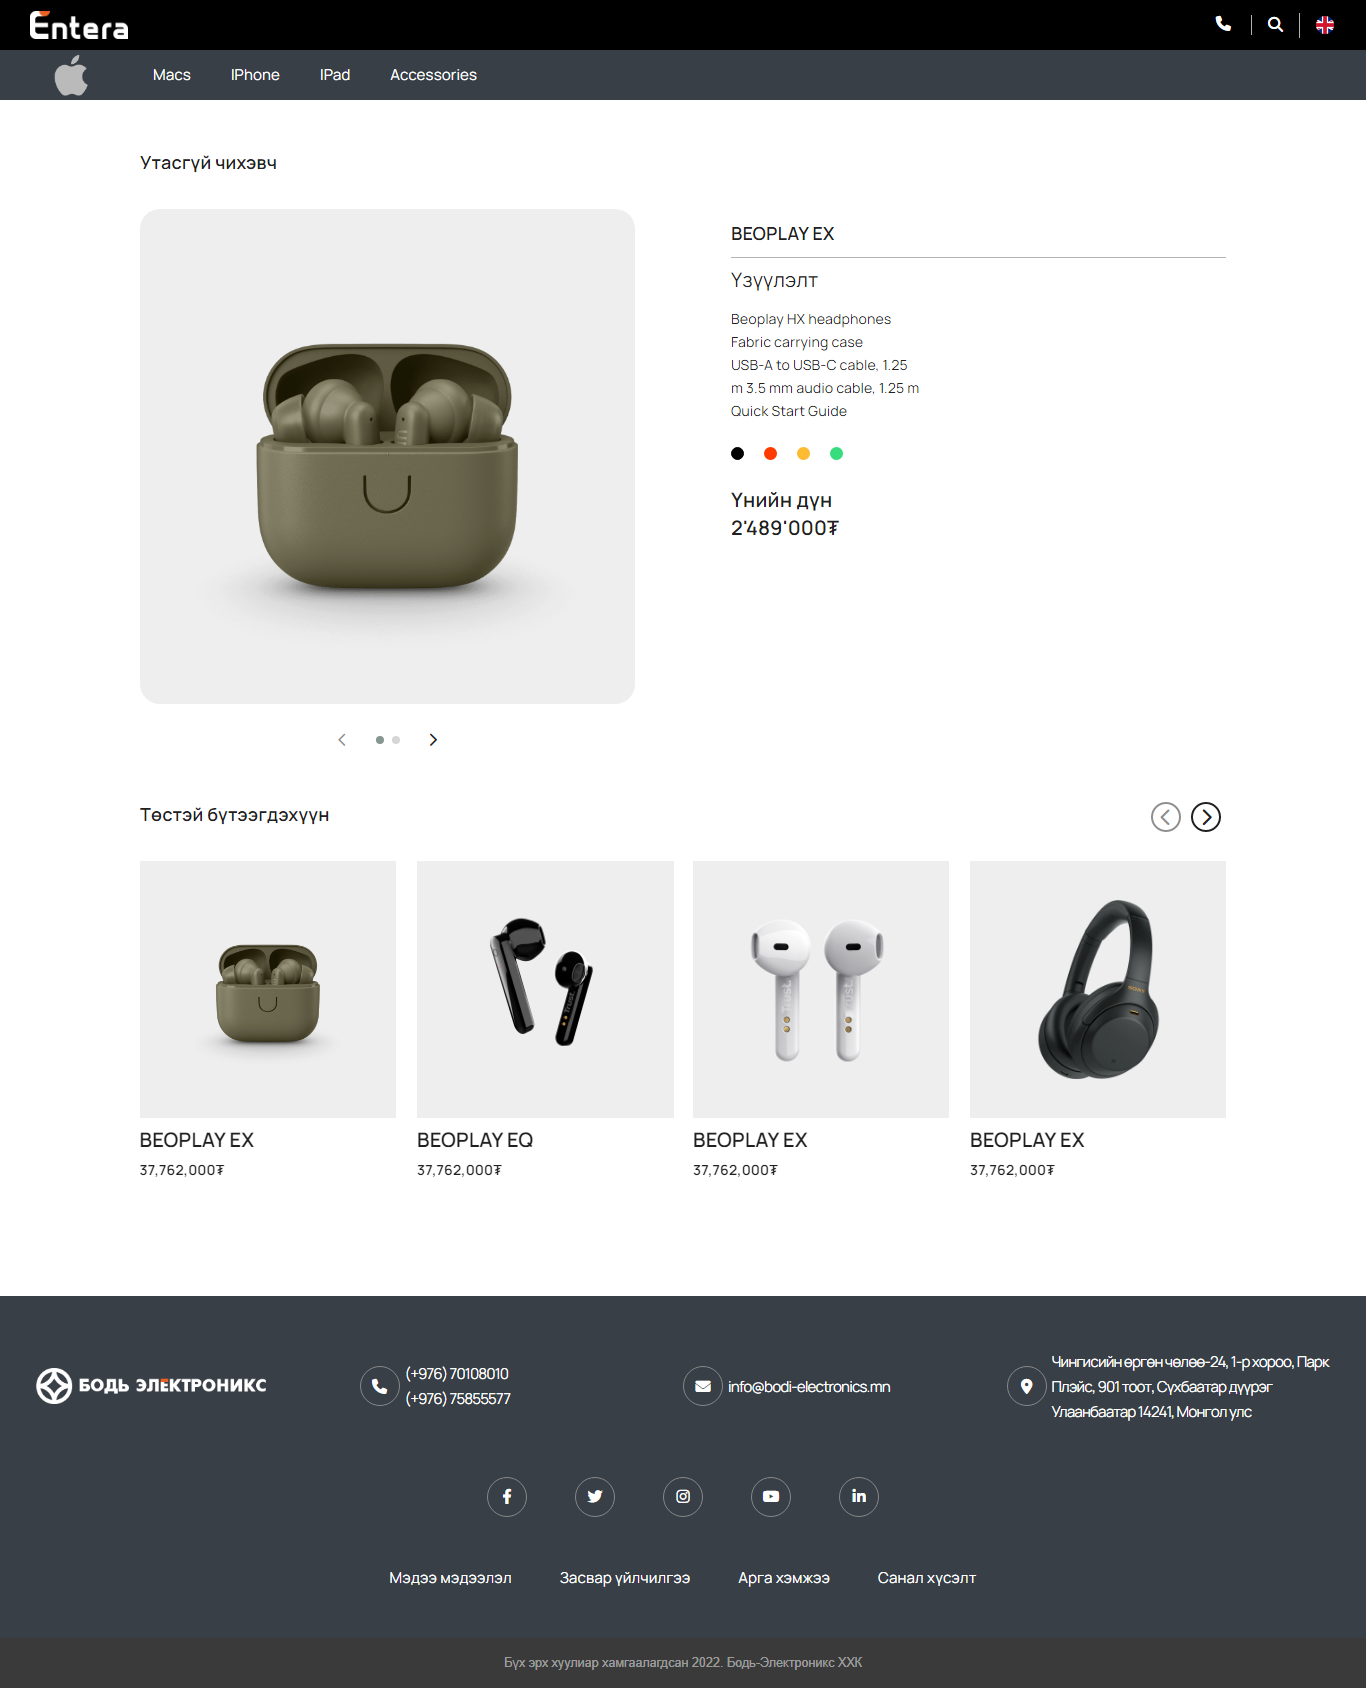 Entera
Macs
IPhone
IPad
Accessories
Утасгүй чихэвч
BEOPLAY EX
Үзүүлэлт
Beoplay HX headphones
Fabric carrying case
USB-A to USB-C cable, 1.25
m 3.5 mm audio cable, 1.25 m
Quick Start Guide
Үнийн дүн
2'489'000₮
Төстэй бүтээгдэхүүн
BEOPLAY EX
37,762,000₮
BEOPLAY EQ
37,762,000₮
BEOPLAY EX
37,762,000₮
BEOPLAY EX
37,762,000₮
Trust
Trust
Trust
SONY
БОДЬ ЭЛЕКТРОНИКС
(+976) 70108010
(+976) 75855577
info@bodi-electronics.mn
Чингисийн өргөн чөлөө-24, 1-р хороо, Парк
Плэйс, 901 тоот, Сүхбаатар дүүрэг
Улаанбаатар 14241, Монгол улс
Мэдээ мэдээлэл
Засвар үйлчилгээ
Арга хэмжээ
Санал хүсэлт
Бүх эрх хуулиар хамгаалагдсан 2022. Бодь-Электроникс ХХК